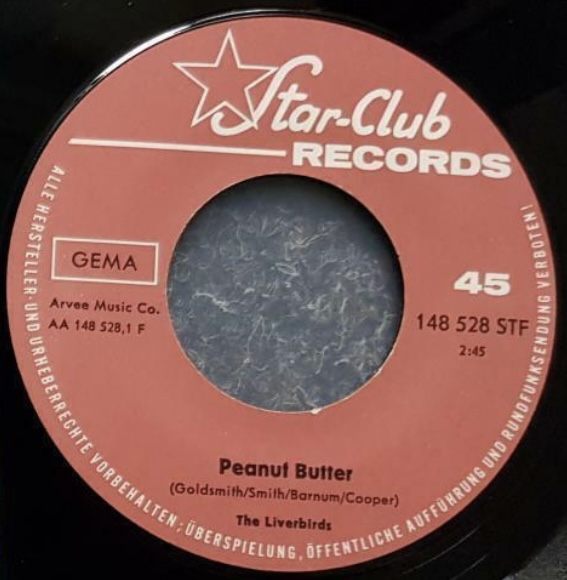 Star-Club
RECORDS
GEMA
45
Arvee Music Co.
AA 148 528,1 F
148 528 STF
2:45
Peanut Butter
(Goldsmith/Smith/Barnum/Cooper)
The Liverbirds
ALLE HERSTELLER- UND URHEBERRECHTE VORBEHALTEN; ÜBERSPIELUNG, ÖFFENTLICHE AUFFÜHRUNG UND RUNDFUNKSENDUNG VERBOTEN!